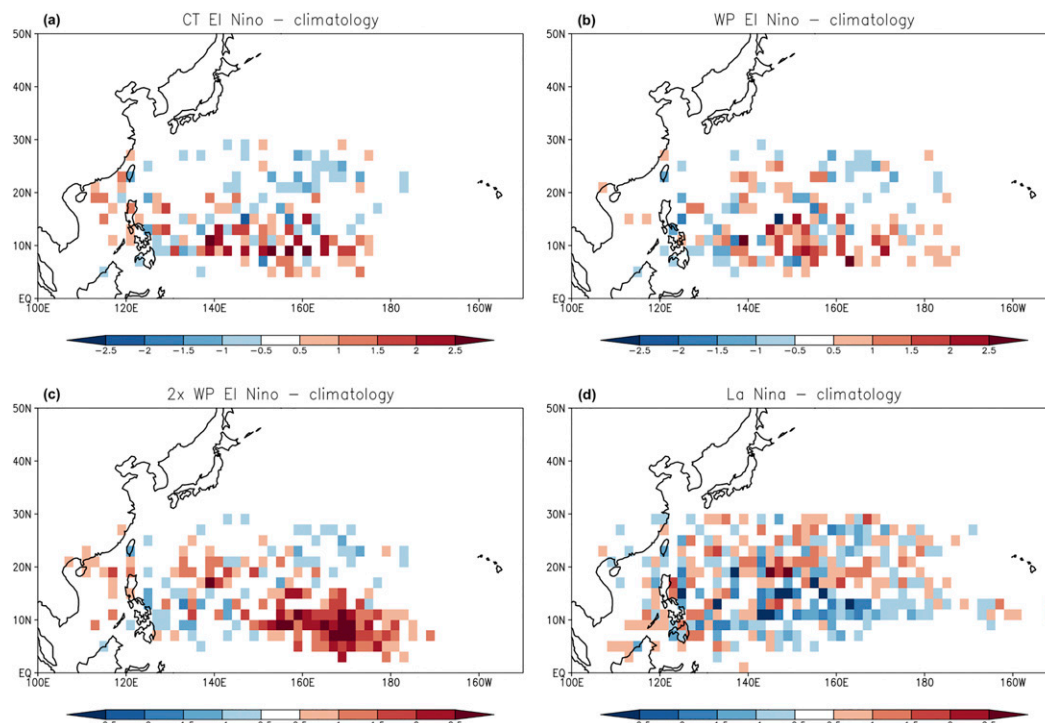 (a) CT El Nino – climatology
50N
40N
30N
20N
10N
EQ
100E 120E 140E 160E 180 160W
−2.5 −2 −1.5 −1 −0.5 0.5 1 1.5 2 2.5
(b) WP El Nino – climatology
50N
40N
30N
20N
10N
EQ
100E 120E 140E 160E 180 160W
−2.5 −2 −1.5 −1 −0.5 0.5 1 1.5 2 2.5
(c) 2x WP El Nino – climatology
50N
40N
30N
20N
10N
EQ
100E 120E 140E 160E 180 160W
(d) La Nina – climatology
50N
40N
30N
20N
10N
EQ
100E 120E 140E 160E 180 160W